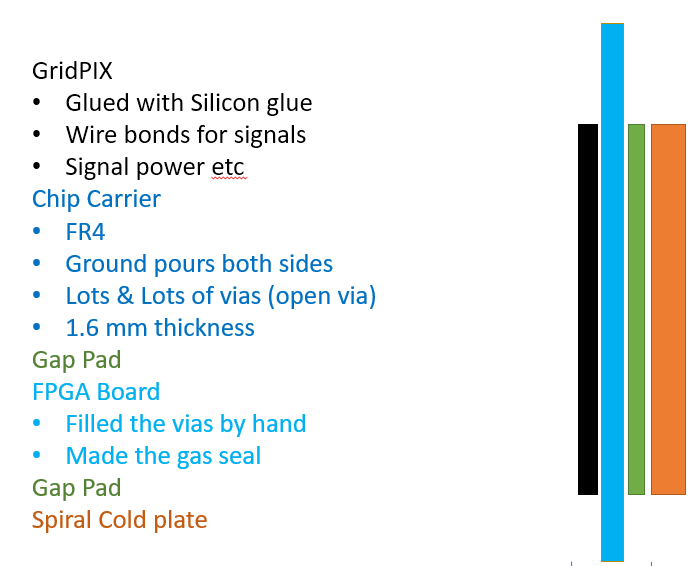 GridPIX
• Glued with Silicon glue
• Wire bonds for signals
• Signal power etc
Chip Carrier
• FR4
• Ground pours both sides
• Lots & Lots of vias (open via)
• 1.6 mm thickness
Gap Pad
FPGA Board
• Filled the vias by hand
• Made the gas seal
Gap Pad
Spiral Cold plate